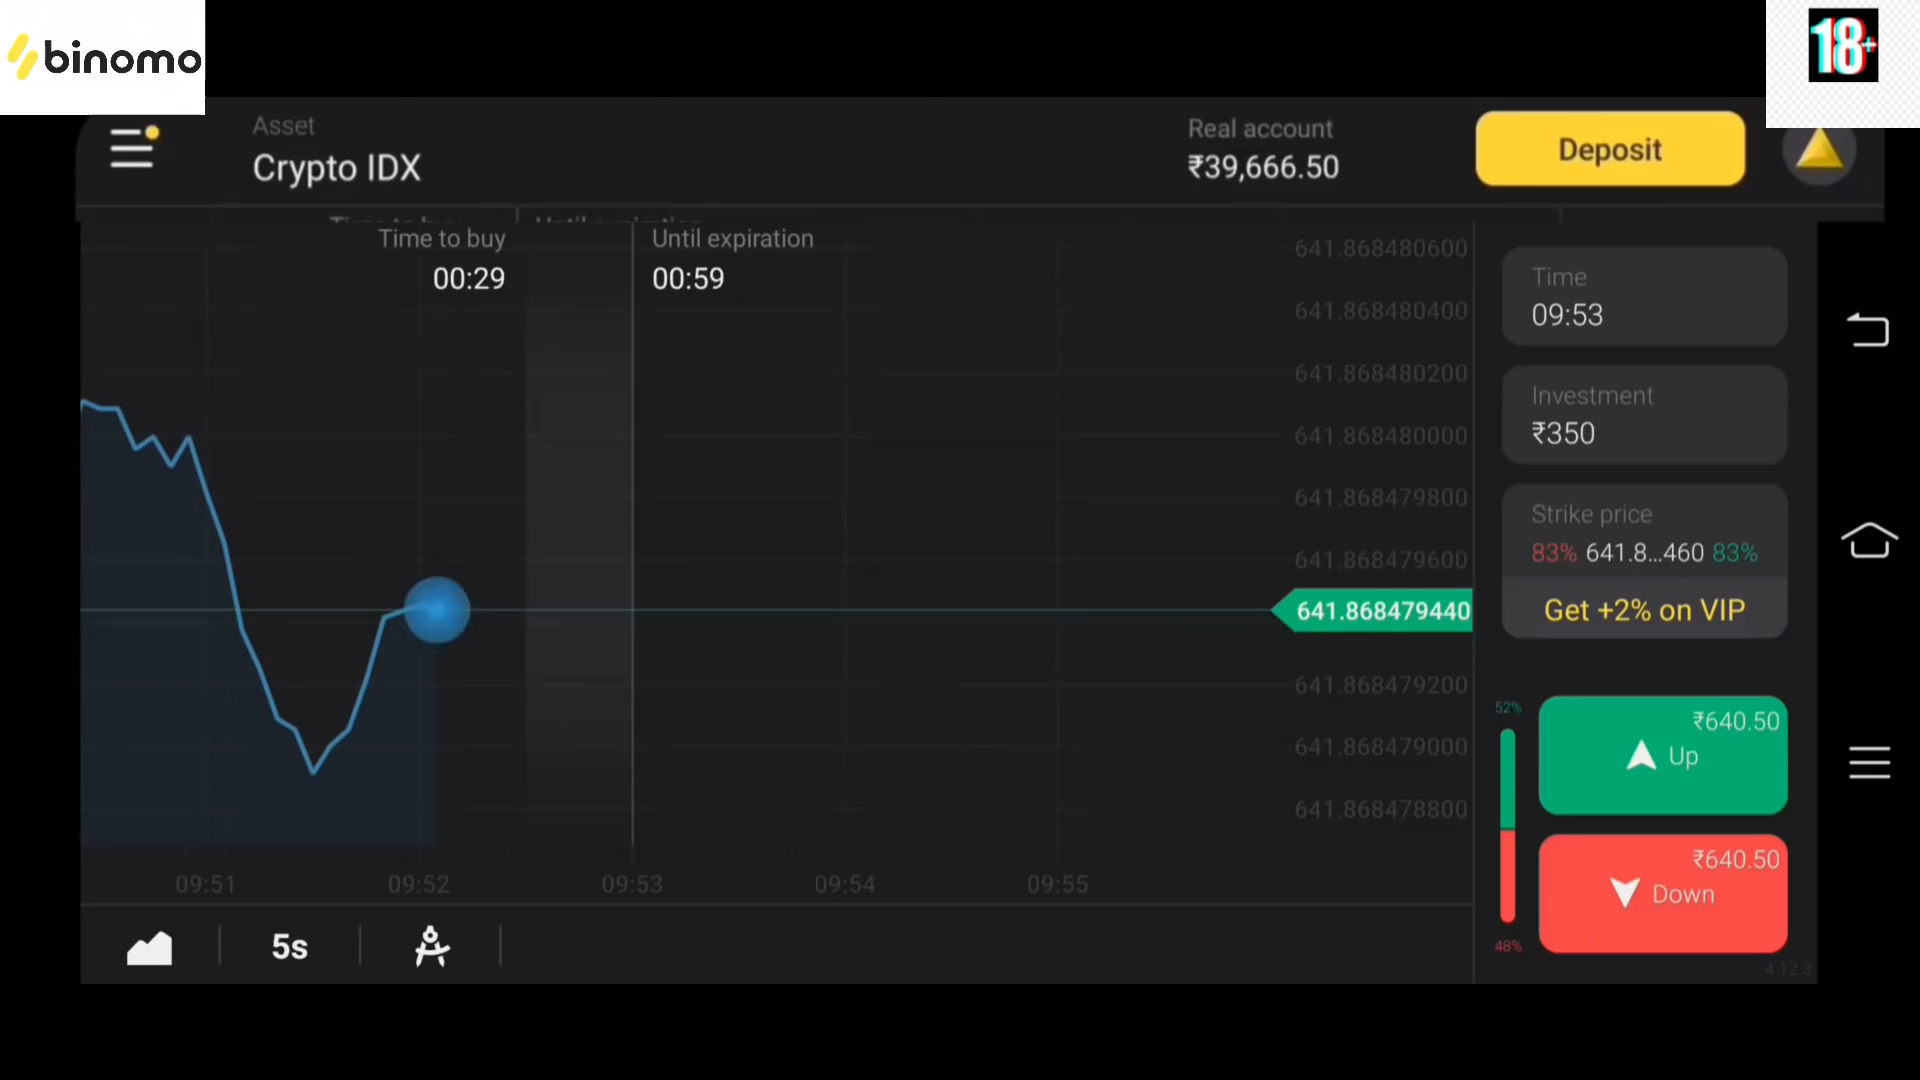 binomo
18+
Asset
Crypto IDX
Real account
₹39,666.50
Deposit
Time to buy
00:29
Until expiration
00:59
641.868480600
641.868480400
641.868480200
641.868480000
641.868479800
641.868479600
641.868479440
641.868479200
641.868479000
641.868478800
09:51
09:52
09:53
09:54
09:55
5s
Time
09:53
Investment
₹350
Strike price
83% 641.8...460 83%
Get +2% on VIP
52%
₹640.50
Up
₹640.50
Down
48%
4.12.3